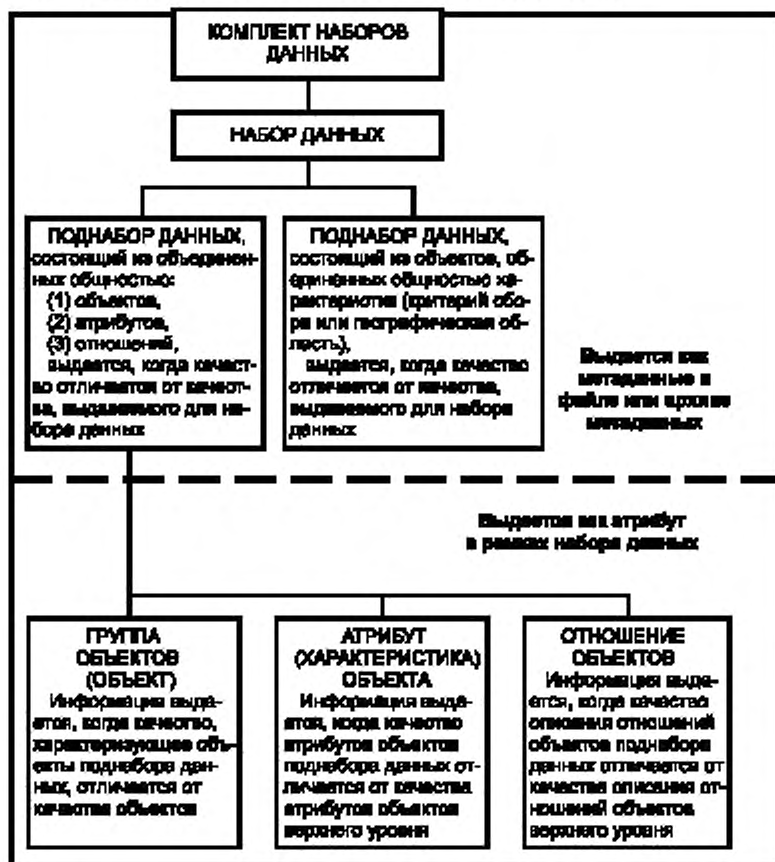 КОМПЛЕКТ НАБОРОВ
ДАННЫХ
НАБОР ДАННЫХ
ПОДНАБОР ДАННЫХ,
состоящий из объединен-
ных общностью:
(1) объектов,
(2) атрибутов,
(3) отношений,
выдается, когда качест-
во отличается от качест-
ва, выдаваемого для на-
бора данных
ПОДНАБОР ДАННЫХ,
состоящий из объектов, объ-
единенных общностью ха-
рактеристик (критерий сбо-
ра или географическая об-
ласть),
выдается, когда качество
отличается от качества,
выдаваемого для набора
данных
Выдается как
метаданные в
файле или архиве
метаданных
Выдается как атрибут
в рамках набора данных
ГРУППА
ОБЪЕКТОВ
(ОБЪЕКТ)
Информация выда-
ется, когда качество,
характеризующее объ-
екты поднабора дан-
ных, отличается от
качества объектов
АТРИБУТ
(ХАРАКТЕРИСТИКА)
ОБЪЕКТА
Информация выда-
ется, когда качество
атрибутов объектов
поднабора данных от-
личается от качества
атрибутов объектов
верхнего уровня
ОТНОШЕНИЕ
ОБЪЕКТОВ
Информация выда-
ется, когда качество
описания отношений
объектов поднабора
данных отличается от
качества описания от-
ношений объектов
верхнего уровня